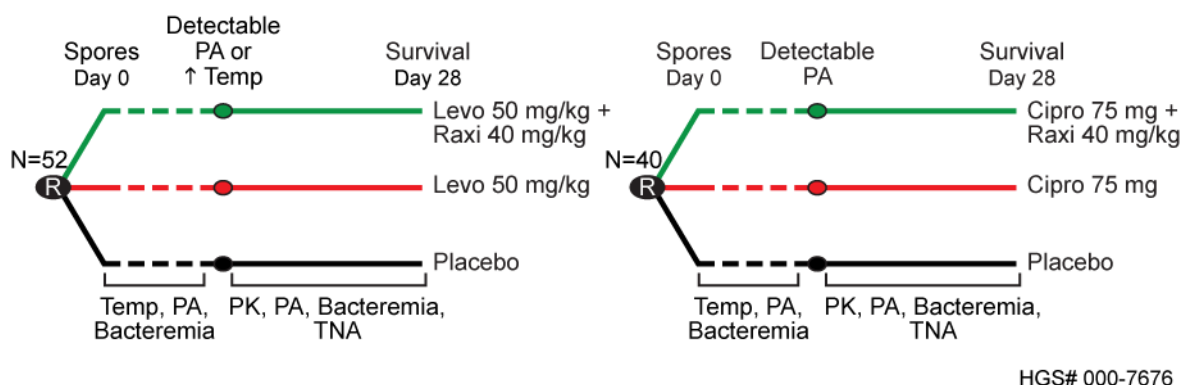 Detectable
Spores PA or Survival
Day 0 ↑ Temp Day 28
Levo 50 mg/kg +
Raxi 40 mg/kg
N=52
R
Levo 50 mg/kg
Placebo
Temp, PA, PK, PA, Bacteremia,
Bacteremia TNA
Spores Detectable Survival
Day 0 PA Day 28
Cipro 75 mg +
Raxi 40 mg/kg
N=40
R
Cipro 75 mg
Placebo
Temp, PA, PK, PA, Bacteremia,
Bacteremia TNA
HGS# 000-7676